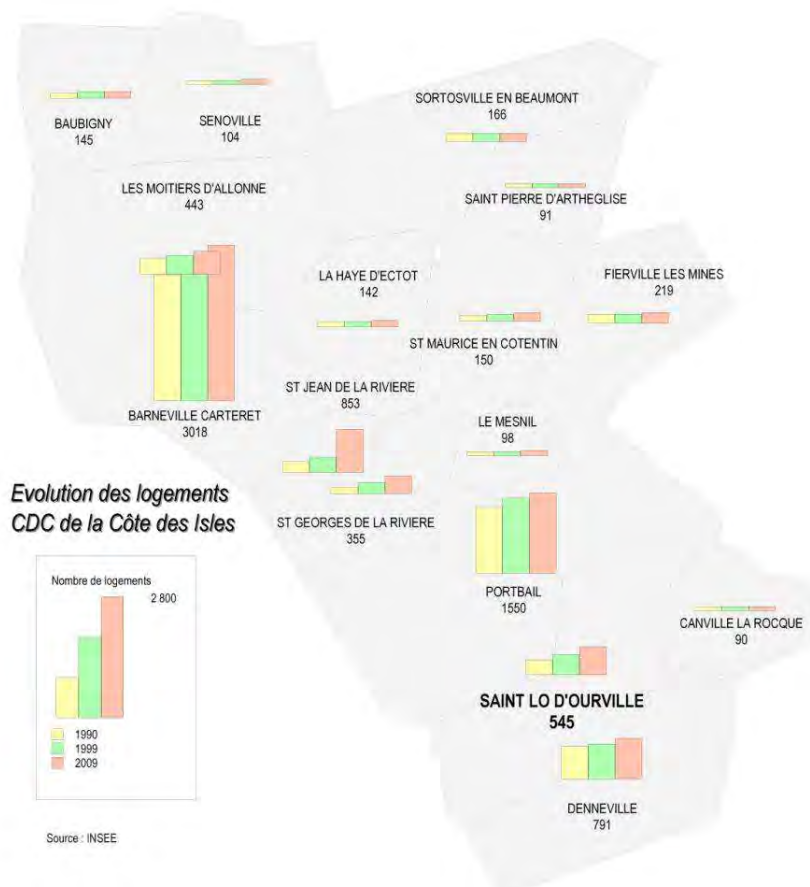 BAUBIGNY
145
SENOVILLE
104
SORTOSVILLE EN BEAUMONT
166
LES MOITIERS D'ALLONNE
443
SAINT PIERRE D'ARTHEGLISE
91
LA HAYE D'ECTOT
142
FIERVILLE LES MINES
219
ST MAURICE EN COTENTIN
150
ST JEAN DE LA RIVIERE
853
BARNEVILLE CARTERET
3018
LE MESNIL
98
Evolution des logements
CDC de la Côte des Isles
ST GEORGES DE LA RIVIERE
355
Nombre de logements
2 800
1990
1999
2009
PORTBAIL
1550
CANVILLE LA ROCQUE
90
SAINT LO D'OURVILLE
545
DENNEVILLE
791
Source : INSEE